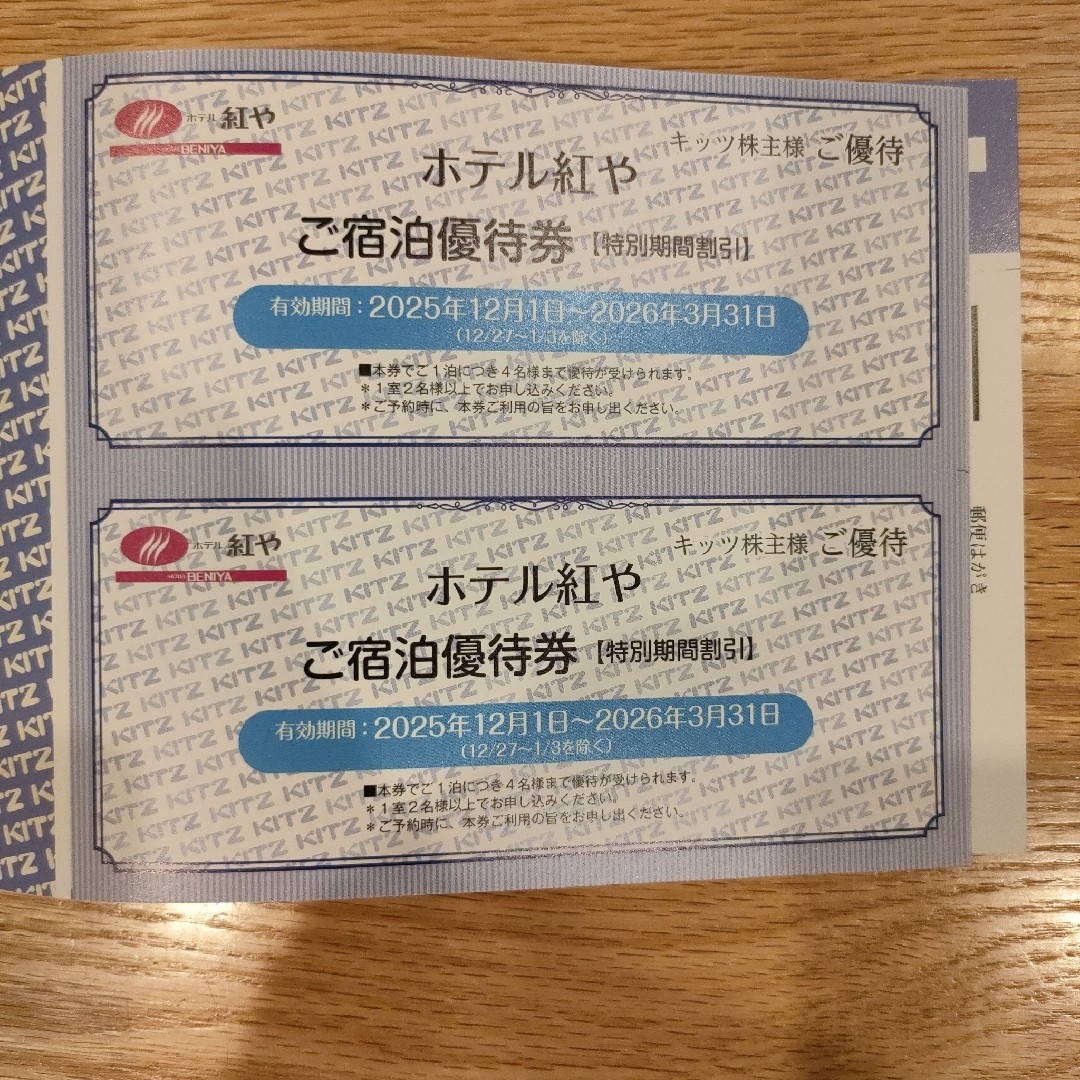 ホテル 紅や
HOTEL BENIYA
キッツ株主様 ご優待
ホテル紅や
ご宿泊優待券【特別期間割引】
有効期間：2025年12月1日～2026年3月31日
（12/27～1/3を除く）
■本券でご1泊につき4名様まで優待が受けられます。
＊1室2名様以上でお申し込みください。
＊ご予約時に、本券ご利用の旨をお申し出ください。
ホテル 紅や
HOTEL BENIYA
キッツ株主様 ご優待
ホテル紅や
ご宿泊優待券【特別期間割引】
有効期間：2025年12月1日～2026年3月31日
（12/27～1/3を除く）
■本券でご1泊につき4名様まで優待が受けられます。
＊1室2名様以上でお申し込みください。
＊ご予約時に、本券ご利用の旨をお申し出ください。
郵便はがき
KITZ